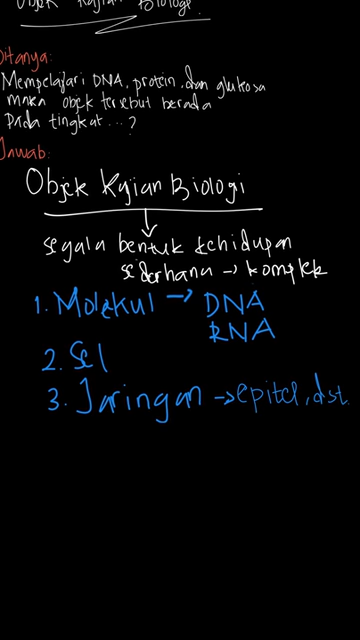 Objek Kajian Biologi
Ditanya:
Mempelajari DNA, protein, dan glukosa
maka objek tersebut berada
pada tingkat...?
Jawab:
Objek Kajian Biologi
segala bentuk kehidupan
sederhana → komplek
1. Molekul → DNA
RNA
2. Sel
3. Jaringan → epitel, dst.